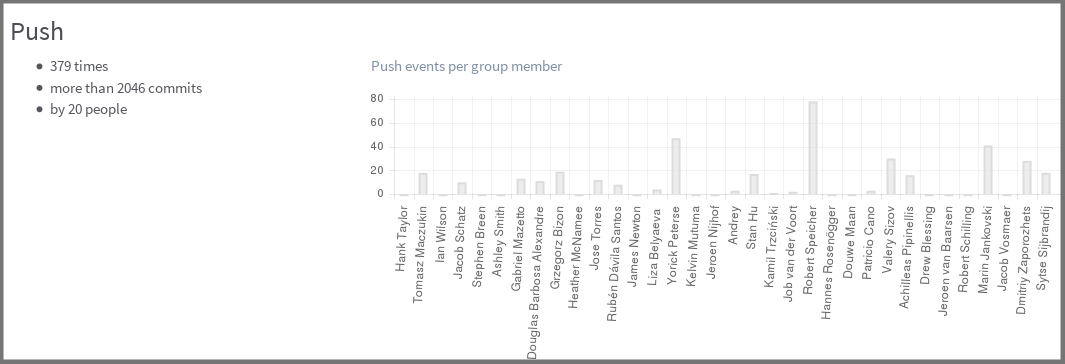 Push
379 times
more than 2046 commits
by 20 people
Push events per group member
80
60
40
20
0
Hank Taylor
Tomasz Maczukin
Ian Wilson
Jacob Schatz
Stephen Breen
Ashley Smith
Gabriel Mazetto
Douglas Barbosa Alexandre
Grzegorz Bizon
Heather McNamee
Jose Torres
Rubén Dávila Santos
James Newton
Liza Belyaeva
Yorick Peterse
Kelvin Mutuma
Jeroen Nijhof
Andrey
Stan Hu
Kamil Trzciński
Job van der Voort
Robert Speicher
Hannes Rosenögger
Douwe Maan
Patricio Cano
Valery Sizov
Achilleas Pipinellis
Drew Blessing
Jeroen van Baarsen
Robert Schilling
Marin Jankovski
Jacob Vosmaer
Dmitriy Zaporozhets
Sytse Sijbrandij